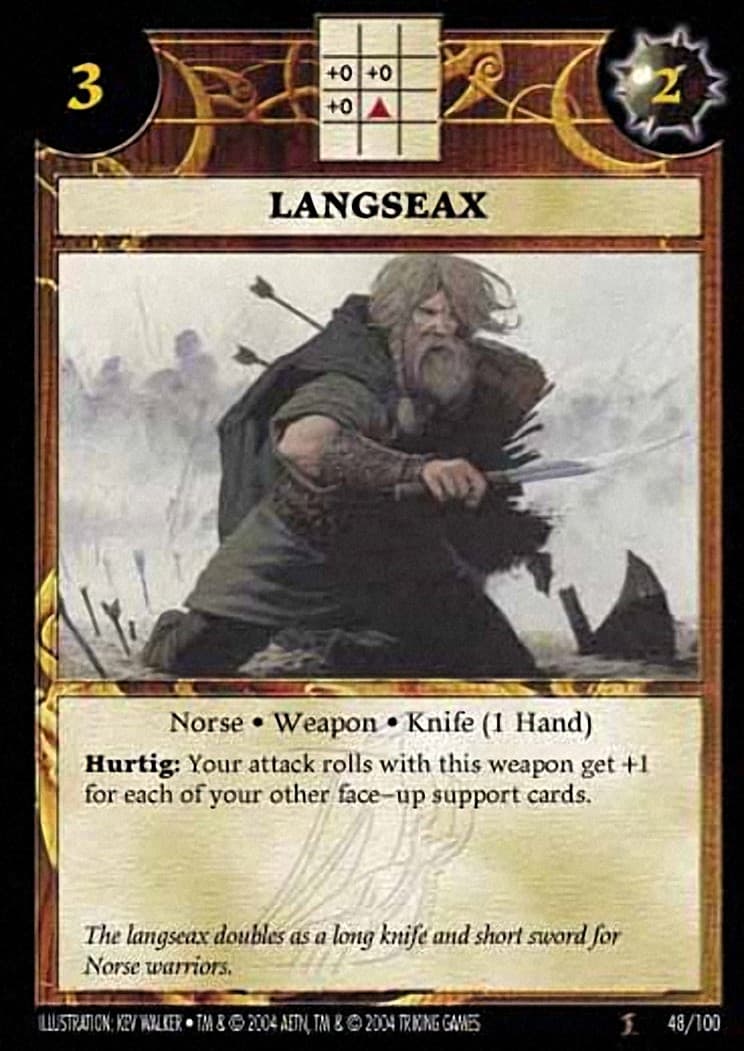 3
+0 +0
2
+0
LANGSEAX
Norse • Weapon • Knife (1 Hand)
Hurtig: Your attack rolls with this weapon get +1
for each of your other face-up support cards.
The langseax doubles as a long knife and short sword for
Norse warriors.
ILLUSTRATION: KEV WALKER • TM & © 2004 AETN, TM & © 2004 TRIKING GAMES
48/100